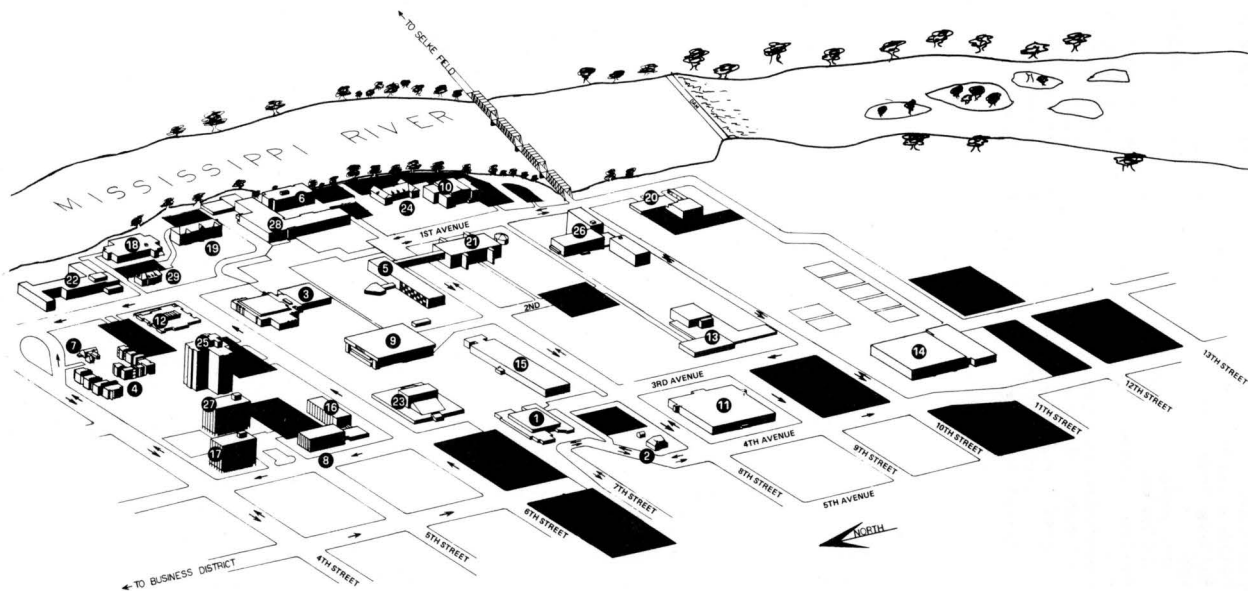 TO SELKE FIELD
MISSISSIPPI RIVER
6
10
24
20
28
1ST AVENUE
18
19
21
26
22
29
5
3
2ND
12
7
25
9
13
4
15
14
3RD AVENUE
13TH STREET
12TH STREET
11TH STREET
10TH STREET
27
16
23
1
11
4TH AVENUE
9TH STREET
17
8
2
8TH STREET
5TH AVENUE
7TH STREET
6TH STREET
5TH STREET
4TH STREET
NORTH
TO BUSINESS DISTRICT